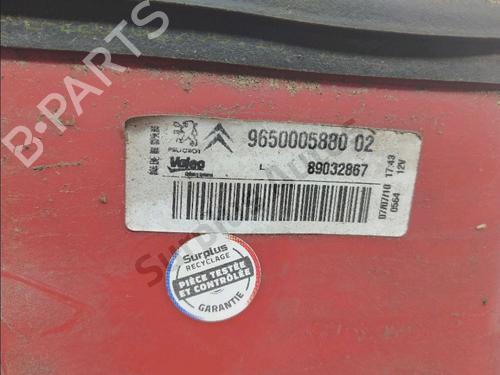 9650005880 02
PEUGEOT
Valeo
L
89032867
12V
07/07/10 17:43
0564
Surplus
RECYCLAGE
PIÈCE TESTÉE
ET CONTRÔLÉE
GARANTIE
B-PARTS